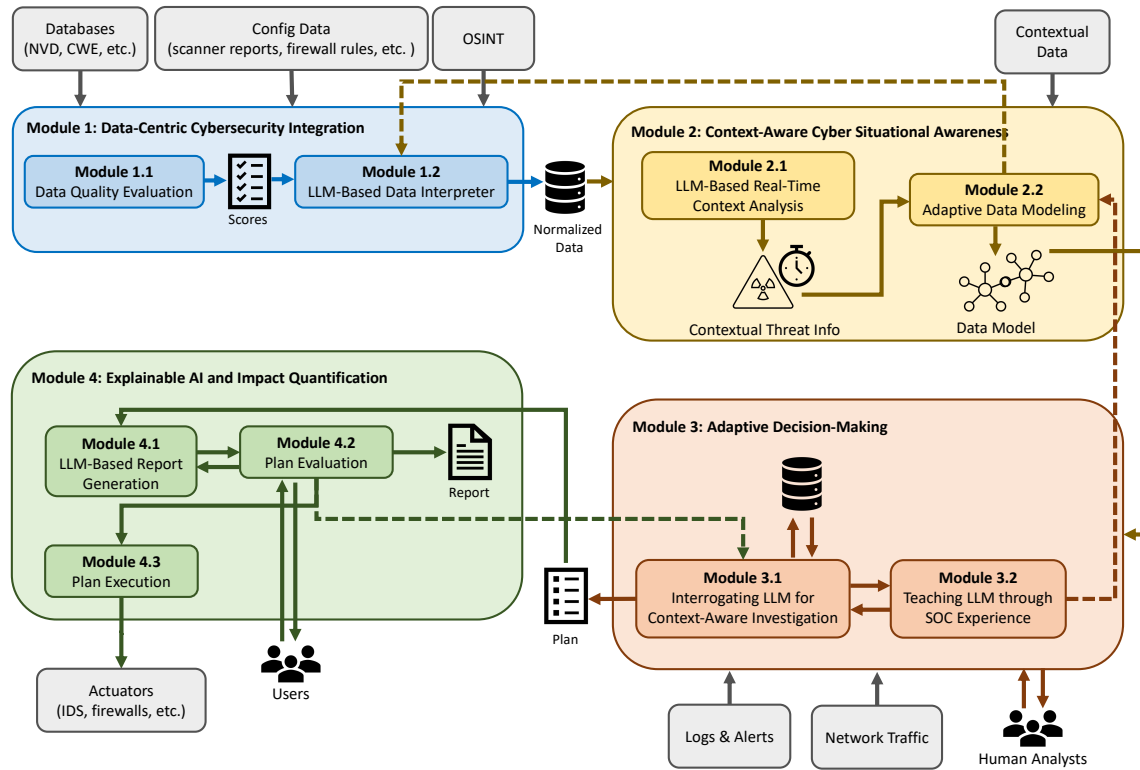 Databases
(NVD, CWE, etc.)
Config Data
(scanner reports, firewall rules, etc. )
OSINT
Contextual
Data
Module 1: Data-Centric Cybersecurity Integration
Module 1.1
Data Quality Evaluation
Scores
Module 1.2
LLM-Based Data Interpreter
Normalized
Data
Module 2: Context-Aware Cyber Situational Awareness
Module 2.1
LLM-Based Real-Time
Context Analysis
Module 2.2
Adaptive Data Modeling
Contextual Threat Info
Data Model
Module 4: Explainable AI and Impact Quantification
Module 4.1
LLM-Based Report
Generation
Module 4.2
Plan Evaluation
Report
Module 4.3
Plan Execution
Actuators
(IDS, firewalls, etc.)
Users
Plan
Module 3: Adaptive Decision-Making
Module 3.1
Interrogating LLM for
Context-Aware Investigation
Module 3.2
Teaching LLM through
SOC Experience
Logs & Alerts
Network Traffic
Human Analysts